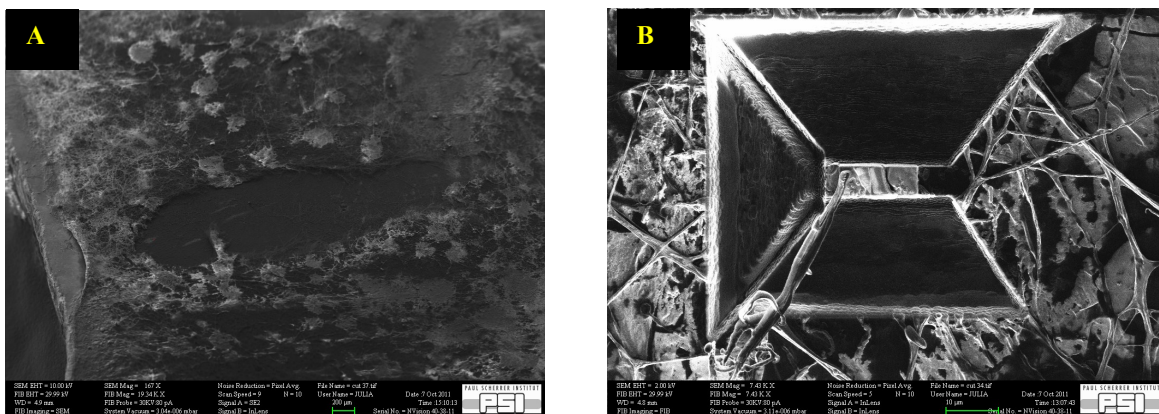 A
SEM EHT = 10.00 kV SEM Mag = 167 X Noise Reduction = Pixel Avg. File Name = cut 37.tif
FIB EHT = 29.99 kV FIB Mag = 19.34 K X Scan Speed = 9 N = 10 User Name = JULIA PAUL SCHERRER INSTITUT
WD = 4.9 mm FIB Probe = 30KV 80 pA Signal A = SE2 200 µm Date 7 Oct 2011 PSI
Time :15:10:13
FIB Imaging = SEM System Vacuum = 3.04e-006 mbar Signal B = InLens Serial No. = NVision 40-38-11
B
SEM EHT = 2.00 kV SEM Mag = 7.43 K X Noise Reduction = Pixel Avg. File Name = cut 34.tif
FIB EHT = 29.99 kV FIB Mag = 7.43 K X Scan Speed = 5 N = 10 User Name = JULIA PAUL SCHERRER INSTITUT
WD = 4.8 mm FIB Probe = 30KV 80 pA Signal A = InLens 10 µm Date 7 Oct 2011 PSI
Time :13:07:43
FIB Imaging = SEM System Vacuum = 3.11e-006 mbar Signal B = InLens Serial No. = NVision 40-38-11